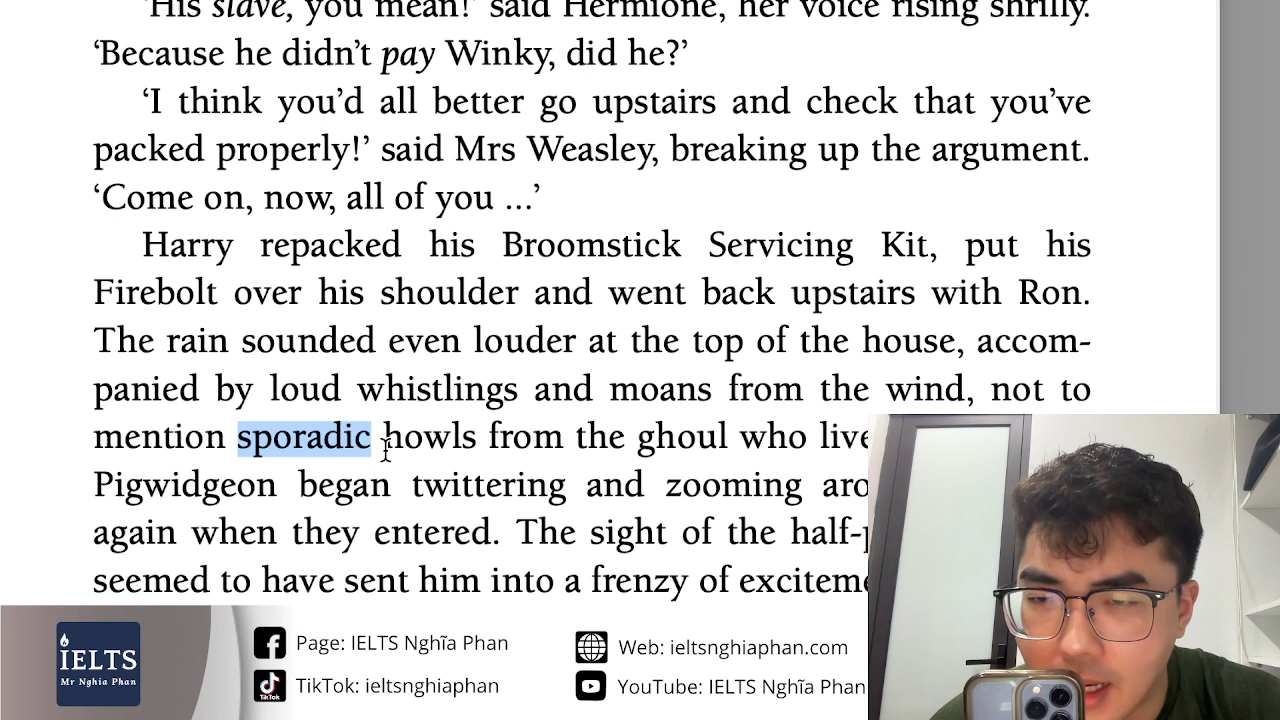 'His slave, you mean!' said Hermione, her voice rising shrilly.
'Because he didn't pay Winky, did he?'
'I think you'd all better go upstairs and check that you've
packed properly!' said Mrs Weasley, breaking up the argument.
'Come on, now, all of you ...'
Harry repacked his Broomstick Servicing Kit, put his
Firebolt over his shoulder and went back upstairs with Ron.
The rain sounded even louder at the top of the house, accom-
panied by loud whistlings and moans from the wind, not to
mention sporadic howls from the ghoul who
Pigwidgeon began twittering and zooming
again when they entered. The sight of the
seemed to have sent him into a frenzy of
IELTS
Mr Nghia Phan
Page: IELTS Nghĩa Phan
TikTok: ieltsnghiaphan
Web: ieltsnghiaphan.com
YouTube: IELTS Nghĩa Phan
TikTok